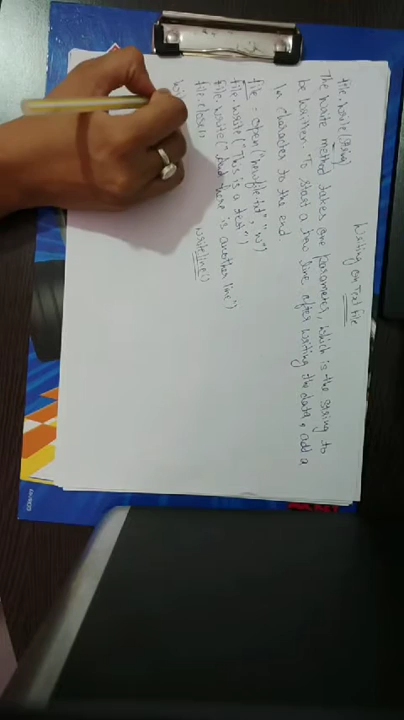 Writing on Text file
file.write(string)
The write method takes one parameter, which is the string to
be written. To start a new line after writing the data, add a
\n character to the end.
file = open("newfile.txt", "w")
file.write("This is a test")
file.write("And here is another line")
file.close()
writeline()